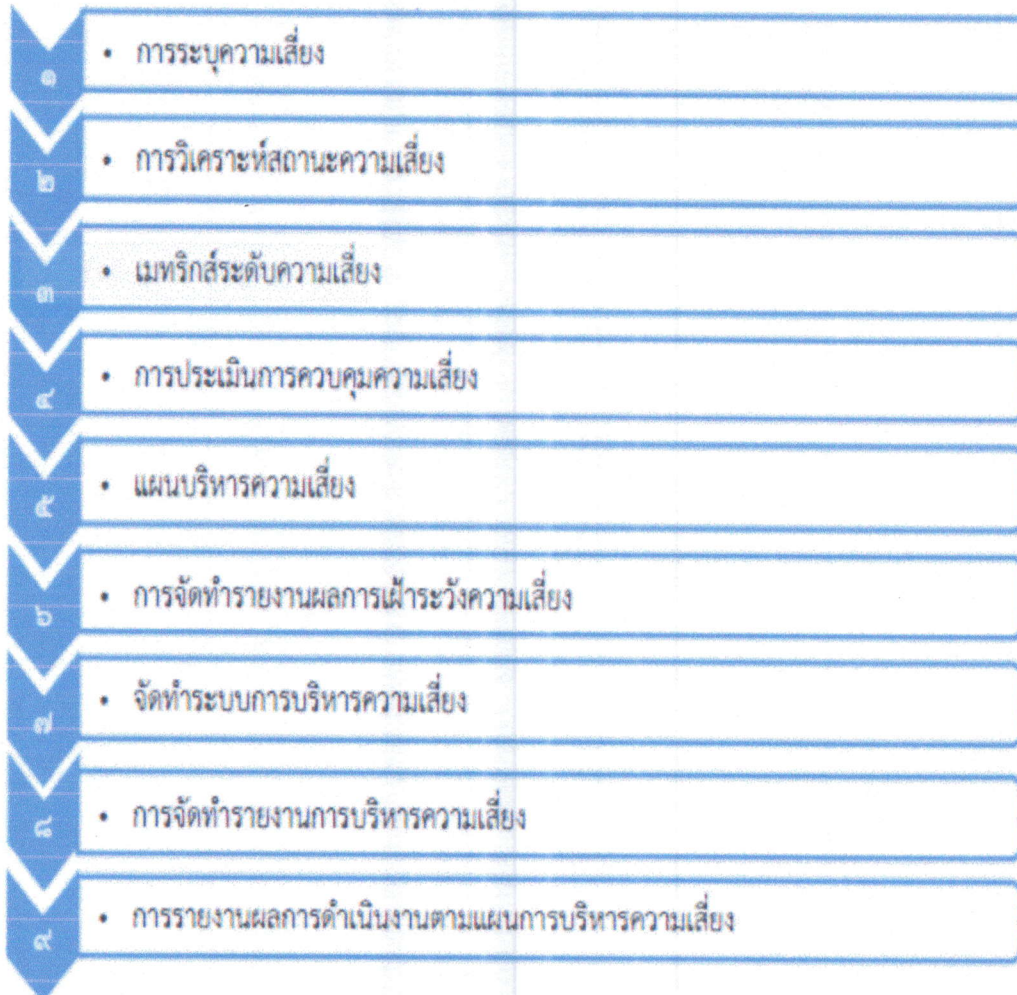 ๑
• การระบุความเสี่ยง
๒
• การวิเคราะห์สถานะความเสี่ยง
๓
• เมทริกส์ระดับความเสี่ยง
๔
• การประเมินการควบคุมความเสี่ยง
๕
• แผนบริหารความเสี่ยง
๖
• การจัดทำรายงานผลการเฝ้าระวังความเสี่ยง
๗
• จัดทำระบบการบริหารความเสี่ยง
๘
• การจัดทำรายงานการบริหารความเสี่ยง
๙
• การรายงานผลการดำเนินงานตามแผนการบริหารความเสี่ยง